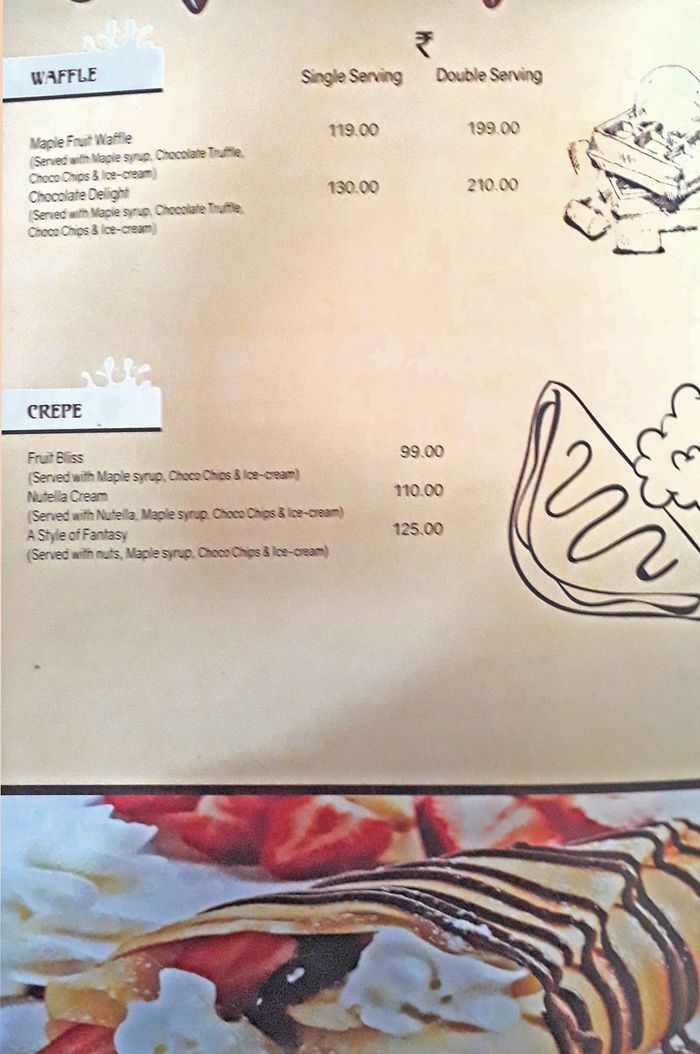 ₹
WAFFLE Single Serving Double Serving
Maple Fruit Waffle 119.00 199.00
(Served with Maple syrup, Chocolate Truffle,
Choco Chips & Ice-cream)
Chocolate Delight 130.00 210.00
(Served with Maple syrup, Chocolate Truffle,
Choco Chips & Ice-cream)
CREPE
Fruit Bliss 99.00
(Served with Maple syrup, Choco Chips & Ice-cream)
Nutella Cream 110.00
(Served with Nutella, Maple syrup, Choco Chips & Ice-cream)
A Style of Fantasy 125.00
(Served with nuts, Maple syrup, Choco Chips & Ice-cream)